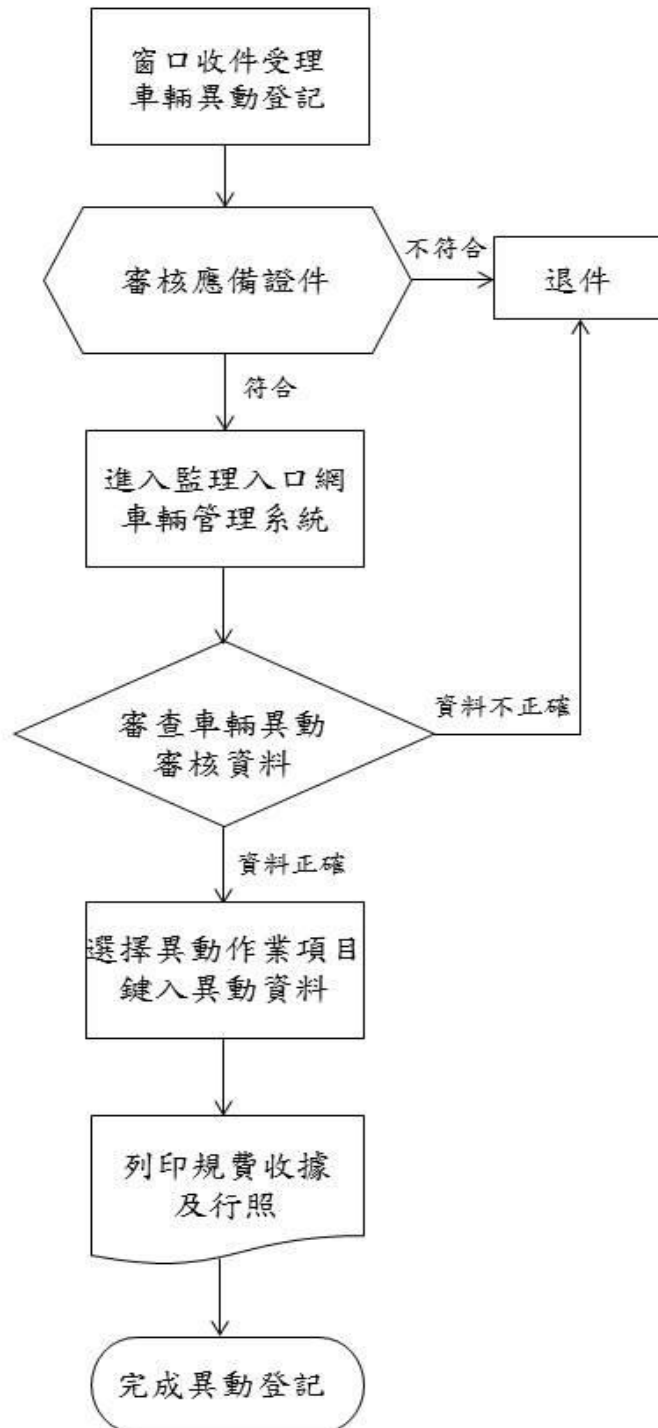 窗口收件受理
車輛異動登記
審核應備證件
不符合
退件
符合
進入監理入口網
車輛管理系統
審查車輛異動
審核資料
資料不正確
資料正確
選擇異動作業項目
鍵入異動資料
列印規費收據
及行照
完成異動登記